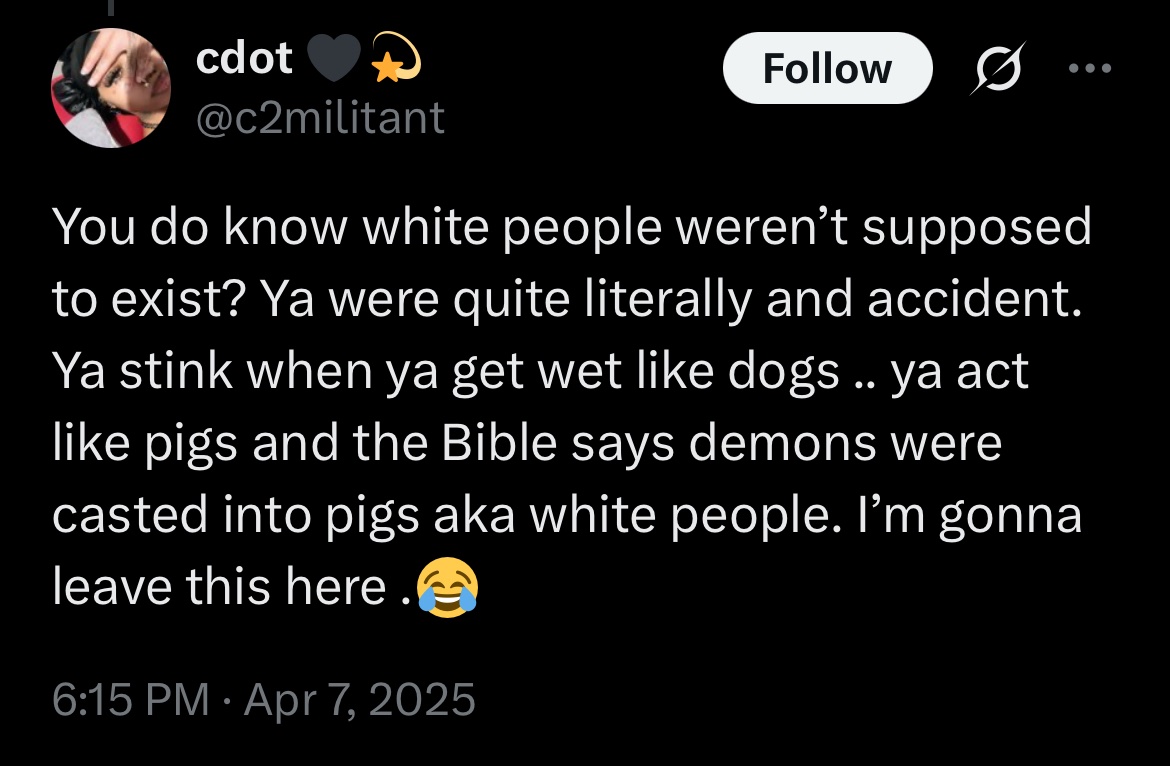 cdot 🖤💫
Follow
@c2militant
You do know white people weren’t supposed
to exist? Ya were quite literally and accident.
Ya stink when ya get wet like dogs .. ya act
like pigs and the Bible says demons were
casted into pigs aka white people. I’m gonna
leave this here .😂
6:15 PM · Apr 7, 2025